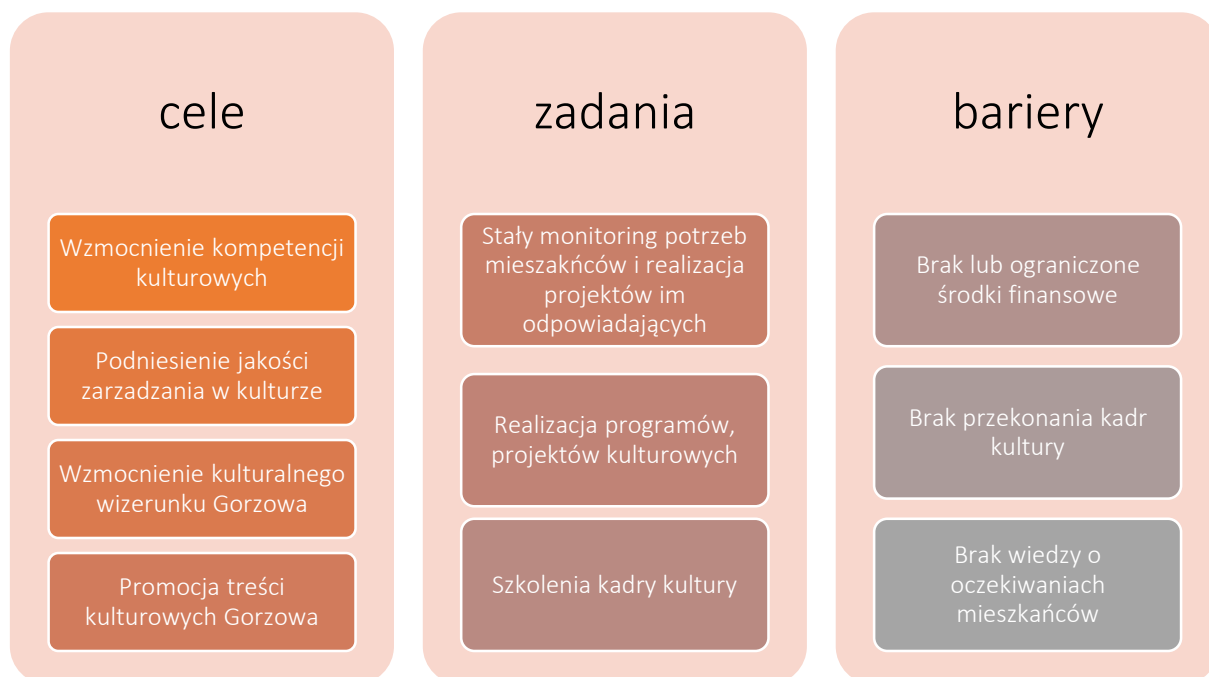 cele
Wzmocnienie kompetencji
kulturowych
Podniesienie jakości
zarzadzania w kulturze
Wzmocnienie kulturalnego
wizerunku Gorzowa
Promocja treści
kulturowych Gorzowa
zadania
Stały monitoring potrzeb
mieszakńców i realizacja
projektów im
odpowiadających
Realizacja programów,
projektów kulturowych
Szkolenia kadry kultury
bariery
Brak lub ograniczone
środki finansowe
Brak przekonania kadr
kultury
Brak wiedzy o
oczekiwaniach
mieszkańców